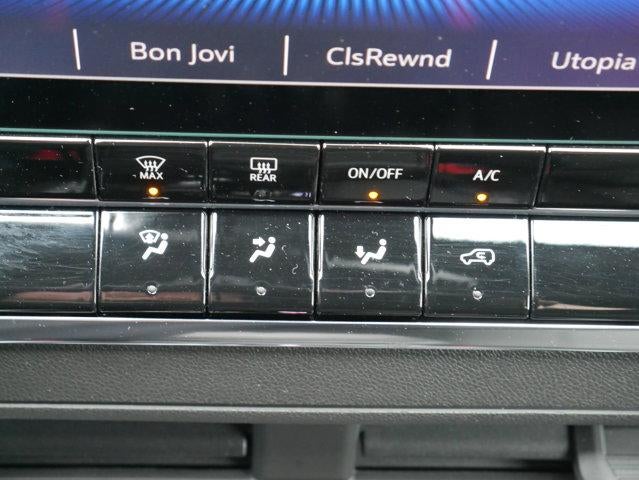 Bon Jovi ClsRewnd Utopia
MAX REAR ON/OFF A/C